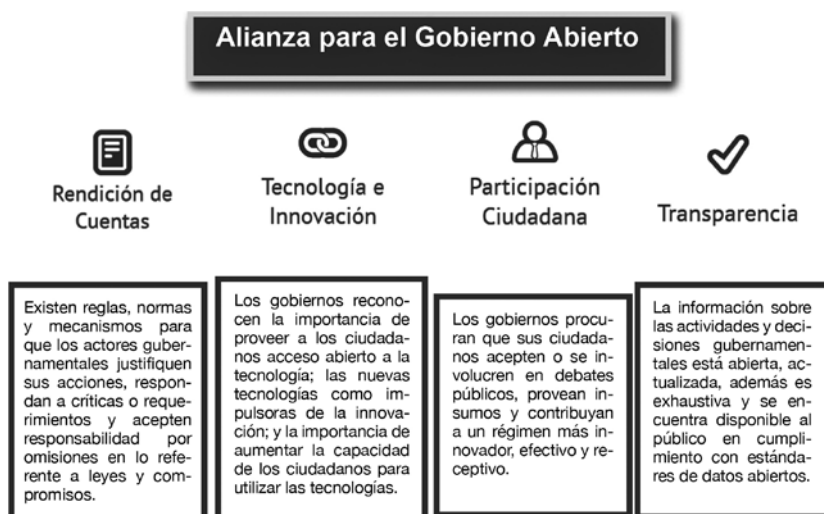 Alianza para el Gobierno Abierto
Rendición de
Cuentas
Tecnología e
Innovación
Participación
Ciudadana
Transparencia
Existen reglas, normas
y mecanismos para
que los actores guber-
namentales justifiquen
sus acciones, respon-
dan a críticas o reque-
rimientos y acepten
responsabilidad por
omisiones en lo refe-
rente a leyes y com-
promisos.
Los gobiernos recono-
cen la importancia de
proveer a los ciudada-
nos acceso abierto a la
tecnología; las nuevas
tecnologías como im-
pulsoras de la innova-
ción; y la importancia de
aumentar la capacidad
de los ciudadanos para
utilizar las tecnologías.
Los gobiernos procu-
ran que sus ciudada-
nos acepten o se in-
volucren en debates
públicos, provean in-
sumos y contribuyan
a un régimen más in-
novador, efectivo y re-
ceptivo.
La información sobre
las actividades y deci-
siones gubernamen-
tales está abierta, ac-
tualizada, además es
exhaustiva y se en-
cuentra disponible al
público en cumpli-
miento con estánda-
res de datos abiertos.